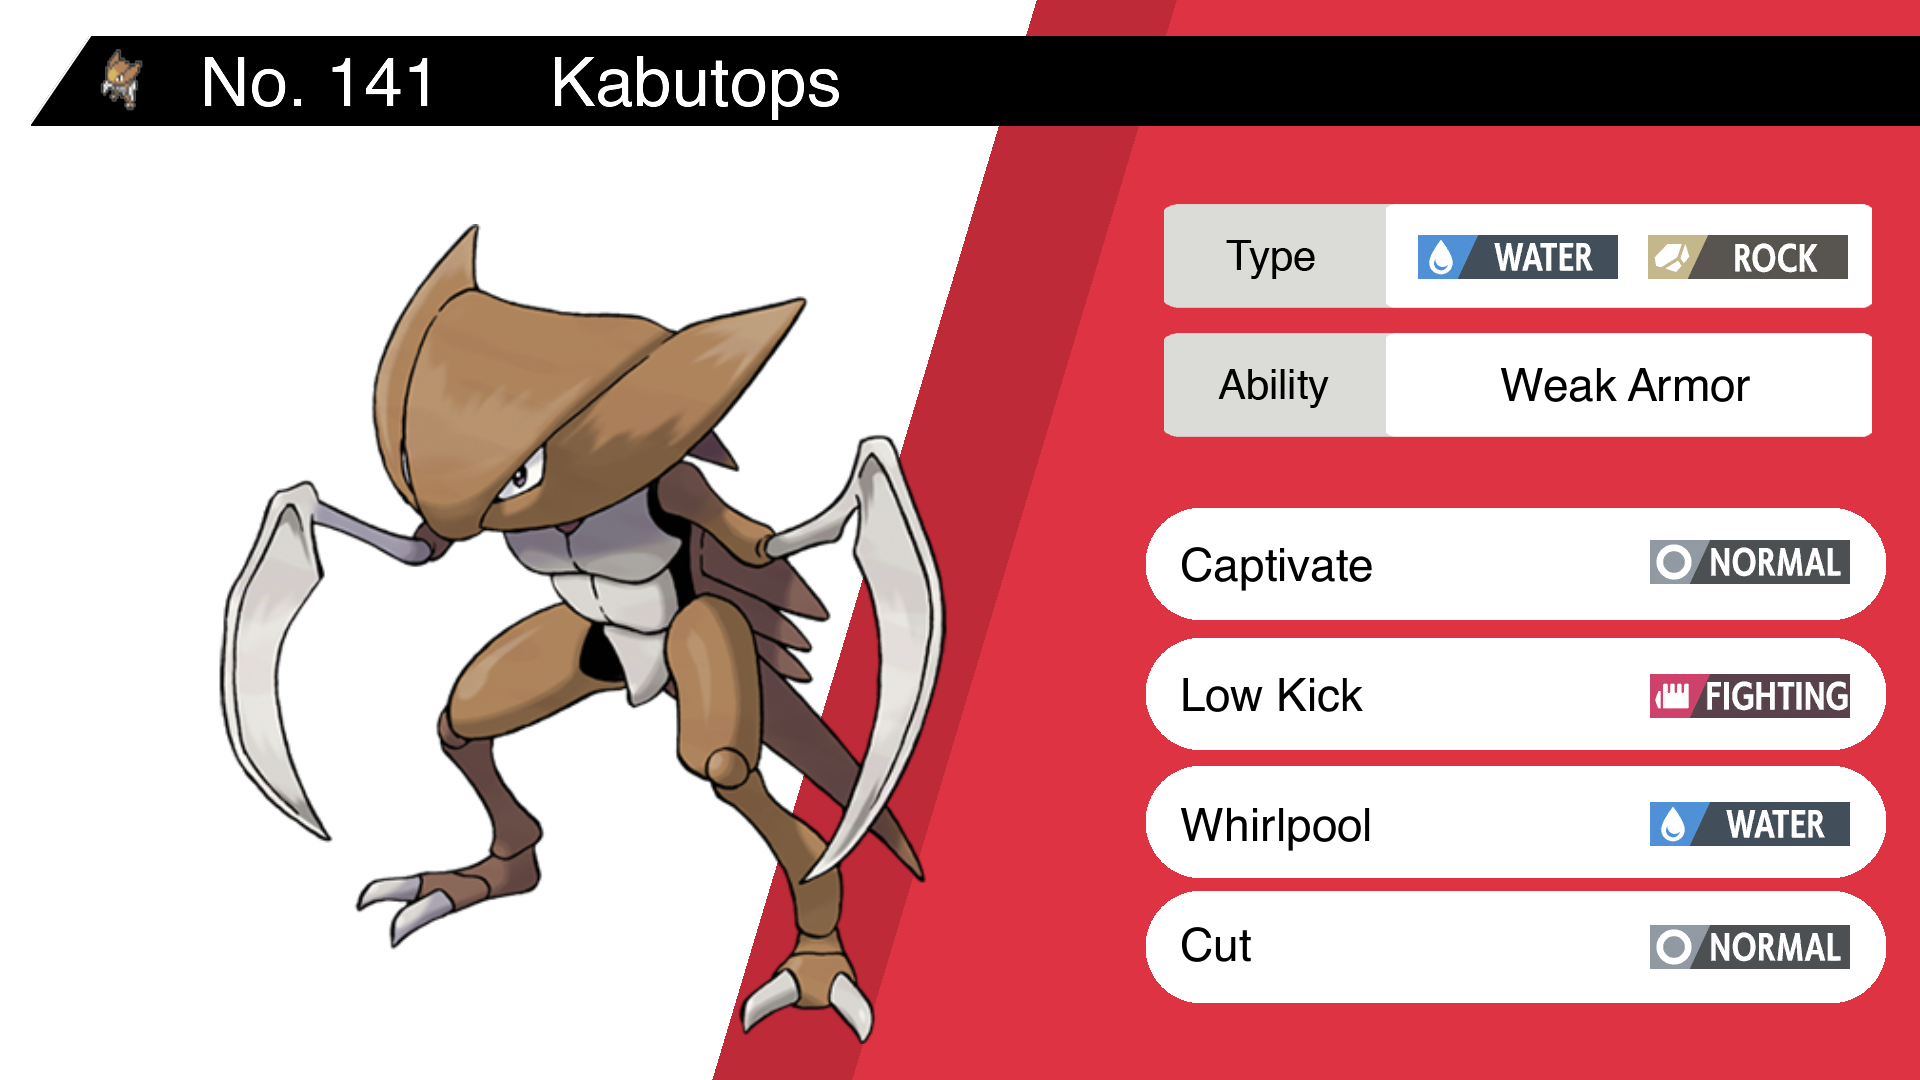 No. 141 Kabutops
Type WATER ROCK
Ability Weak Armor
Captivate NORMAL
Low Kick FIGHTING
Whirlpool WATER
Cut NORMAL